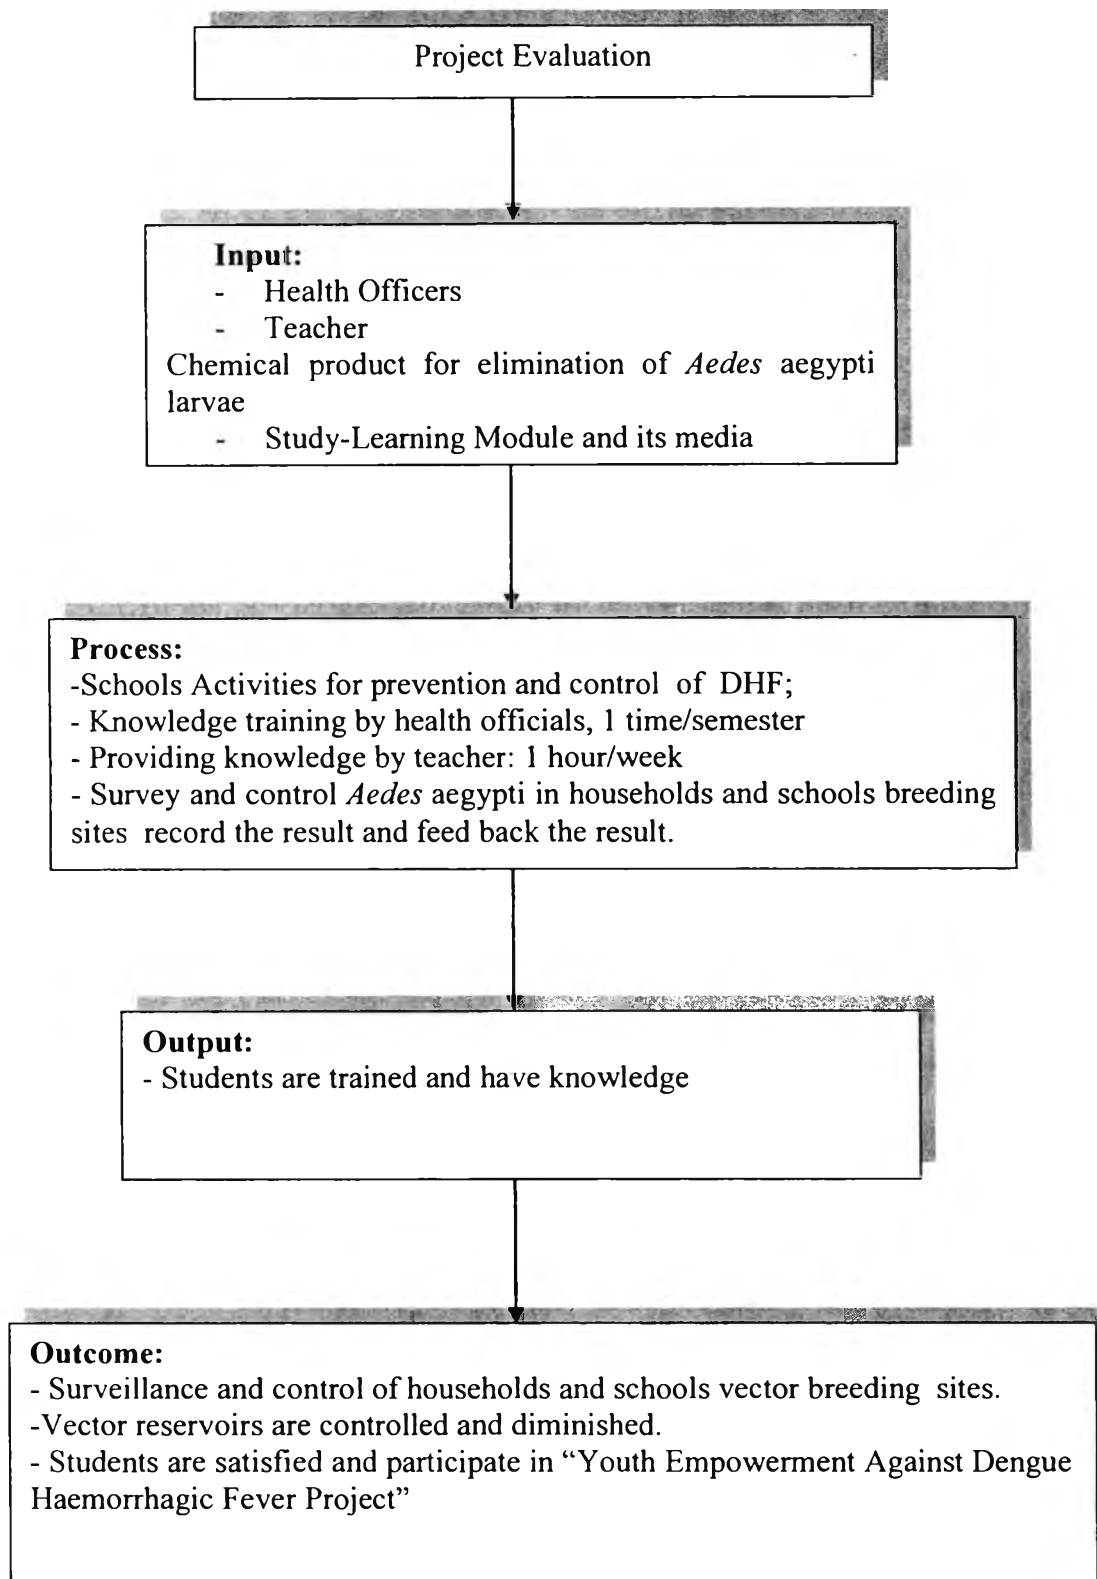 Project Evaluation
Input:
- Health Officers
- Teacher
Chemical product for elimination of Aedes aegypti
larvae
- Study-Learning Module and its media
Process:
-Schools Activities for prevention and control of DHF;
- Knowledge training by health officials, 1 time/semester
- Providing knowledge by teacher: 1 hour/week
- Survey and control Aedes aegypti in households and schools breeding
sites record the result and feed back the result.
Output:
- Students are trained and have knowledge
Outcome:
- Surveillance and control of households and schools vector breeding sites.
-Vector reservoirs are controlled and diminished.
- Students are satisfied and participate in “Youth Empowerment Against Dengue
Haemorrhagic Fever Project”